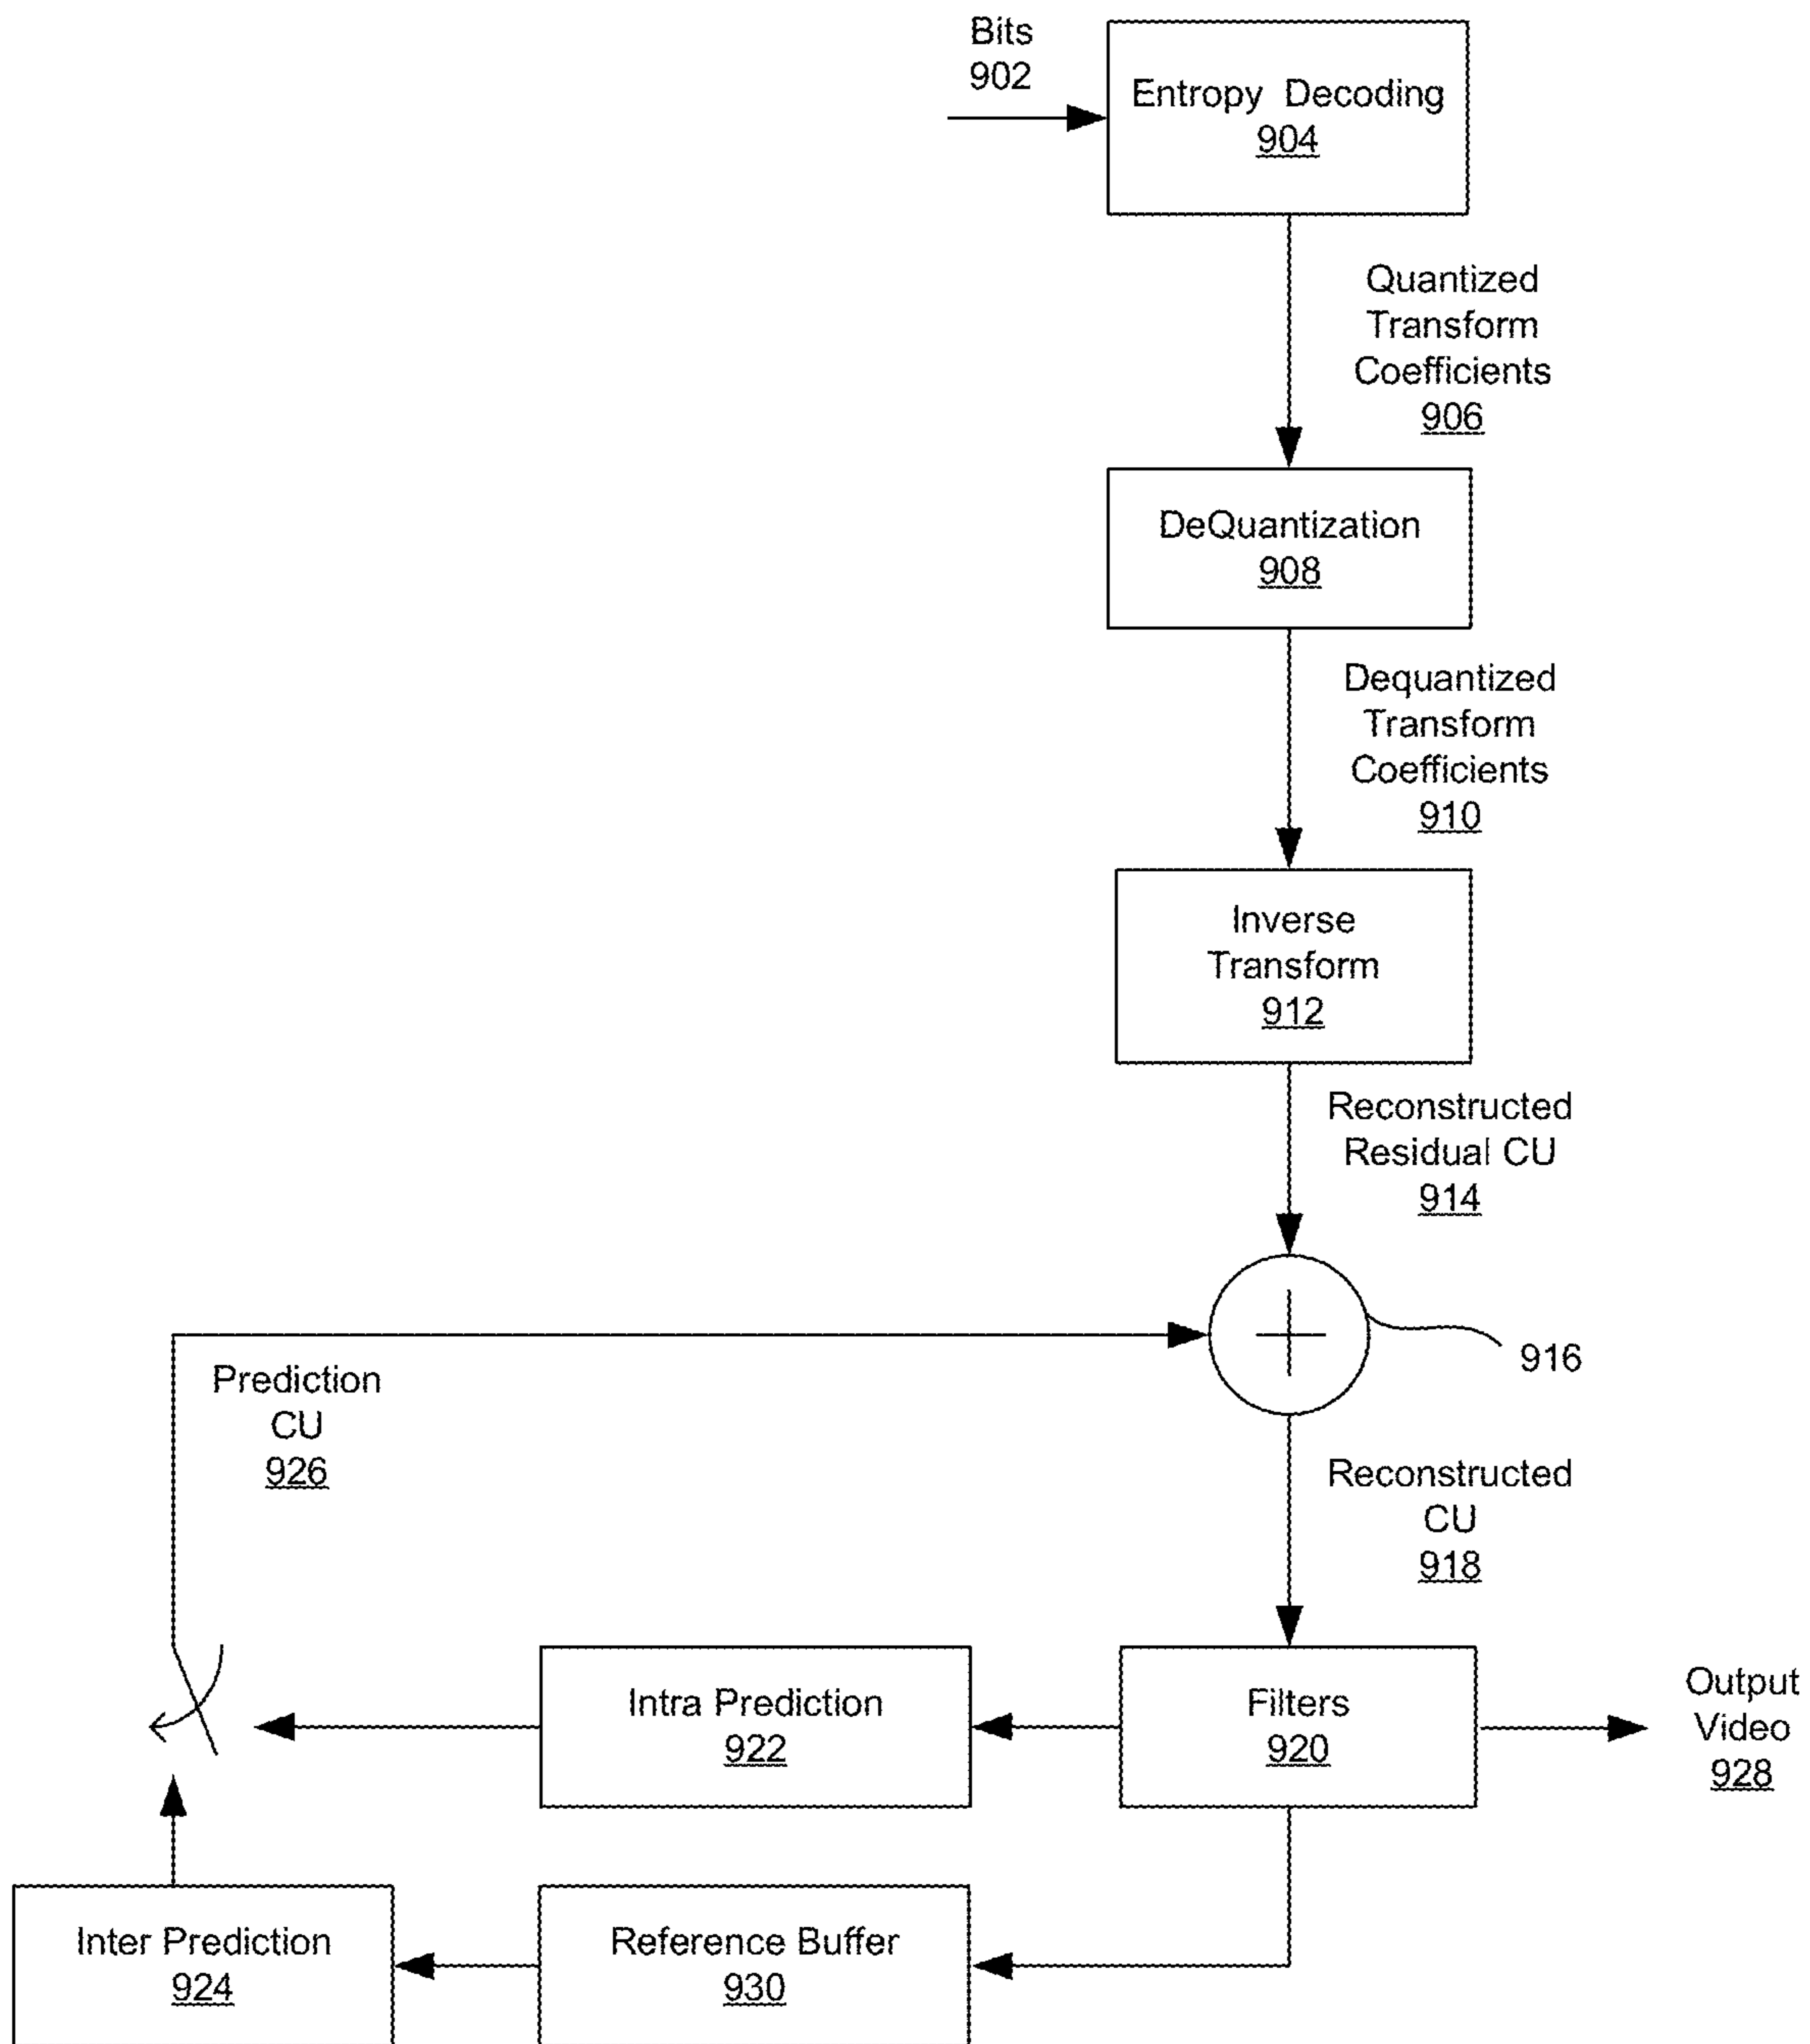 Bits
902
Entropy Decoding
904
Quantized
Transform
Coefficients
906
DeQuantization
908
Dequantized
Transform
Coefficients
910
Inverse
Transform
912
Reconstructed
Residual CU
914
916
Prediction
CU
926
Reconstructed
CU
918
Intra Prediction
922
Filters
920
Output
Video
928
Inter Prediction
924
Reference Buffer
930